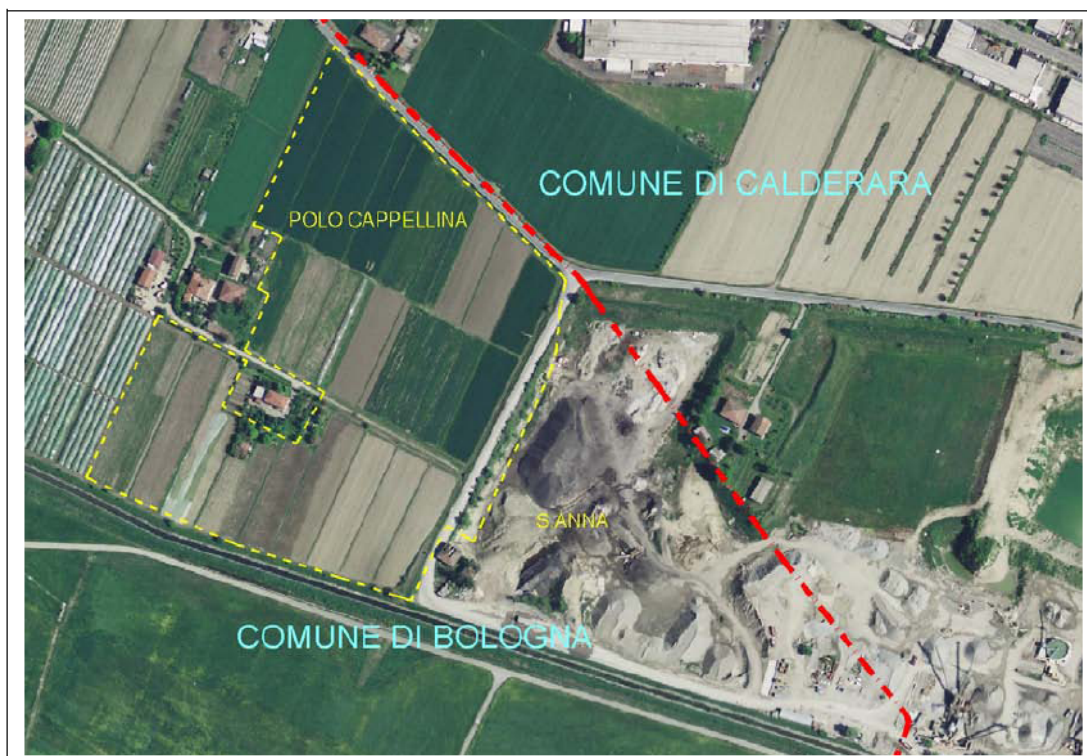 COMUNE DI CALDERARA
POLO CAPPELLINA
S.ANNA
COMUNE DI BOLOGNA